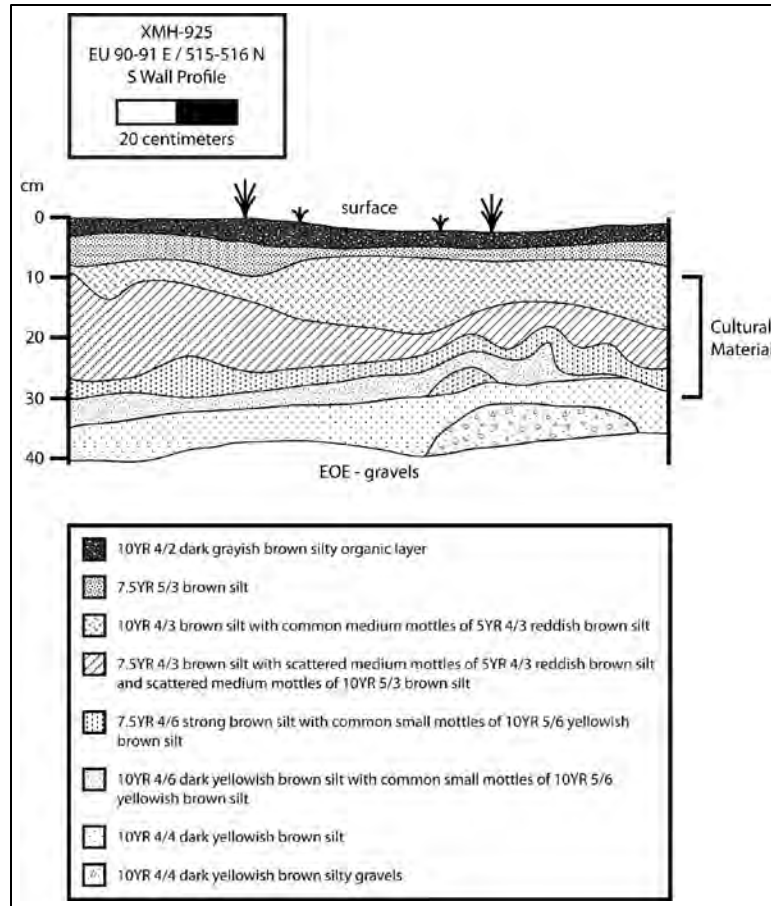 XMH-925
EU 90-91 E / 515-516 N
S Wall Profile
20 centimeters
cm
surface
0
10
20
30
40
Cultural
Material
EOE - gravels
10YR 4/2 dark grayish brown silty organic layer
7.5YR 5/3 brown silt
10YR 4/3 brown silt with common medium mottles of 5YR 4/3 reddish brown silt
7.5YR 4/3 brown silt with scattered medium mottles of 5YR 4/3 reddish brown silt
and scattered medium mottles of 10YR 5/3 brown silt
7.5YR 4/6 strong brown silt with common small mottles of 10YR 5/6 yellowish
brown silt
10YR 4/6 dark yellowish brown silt with common small mottles of 10YR 5/6
yellowish brown silt
10YR 4/4 dark yellowish brown silt
10YR 4/4 dark yellowish brown silty gravels